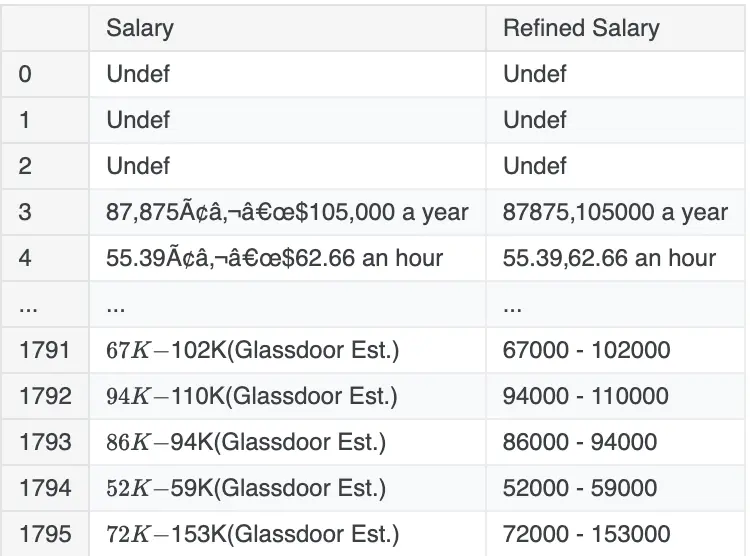 Salary Refined Salary
0 Undef Undef
1 Undef Undef
2 Undef Undef
3 87,875Ã¢â‚¬â€œ$105,000 a year 87875,105000 a year
4 55.39Ã¢â‚¬â€œ$62.66 an hour 55.39,62.66 an hour
... ... ...
1791 67K−102K(Glassdoor Est.) 67000 - 102000
1792 94K−110K(Glassdoor Est.) 94000 - 110000
1793 86K−94K(Glassdoor Est.) 86000 - 94000
1794 52K−59K(Glassdoor Est.) 52000 - 59000
1795 72K−153K(Glassdoor Est.) 72000 - 153000